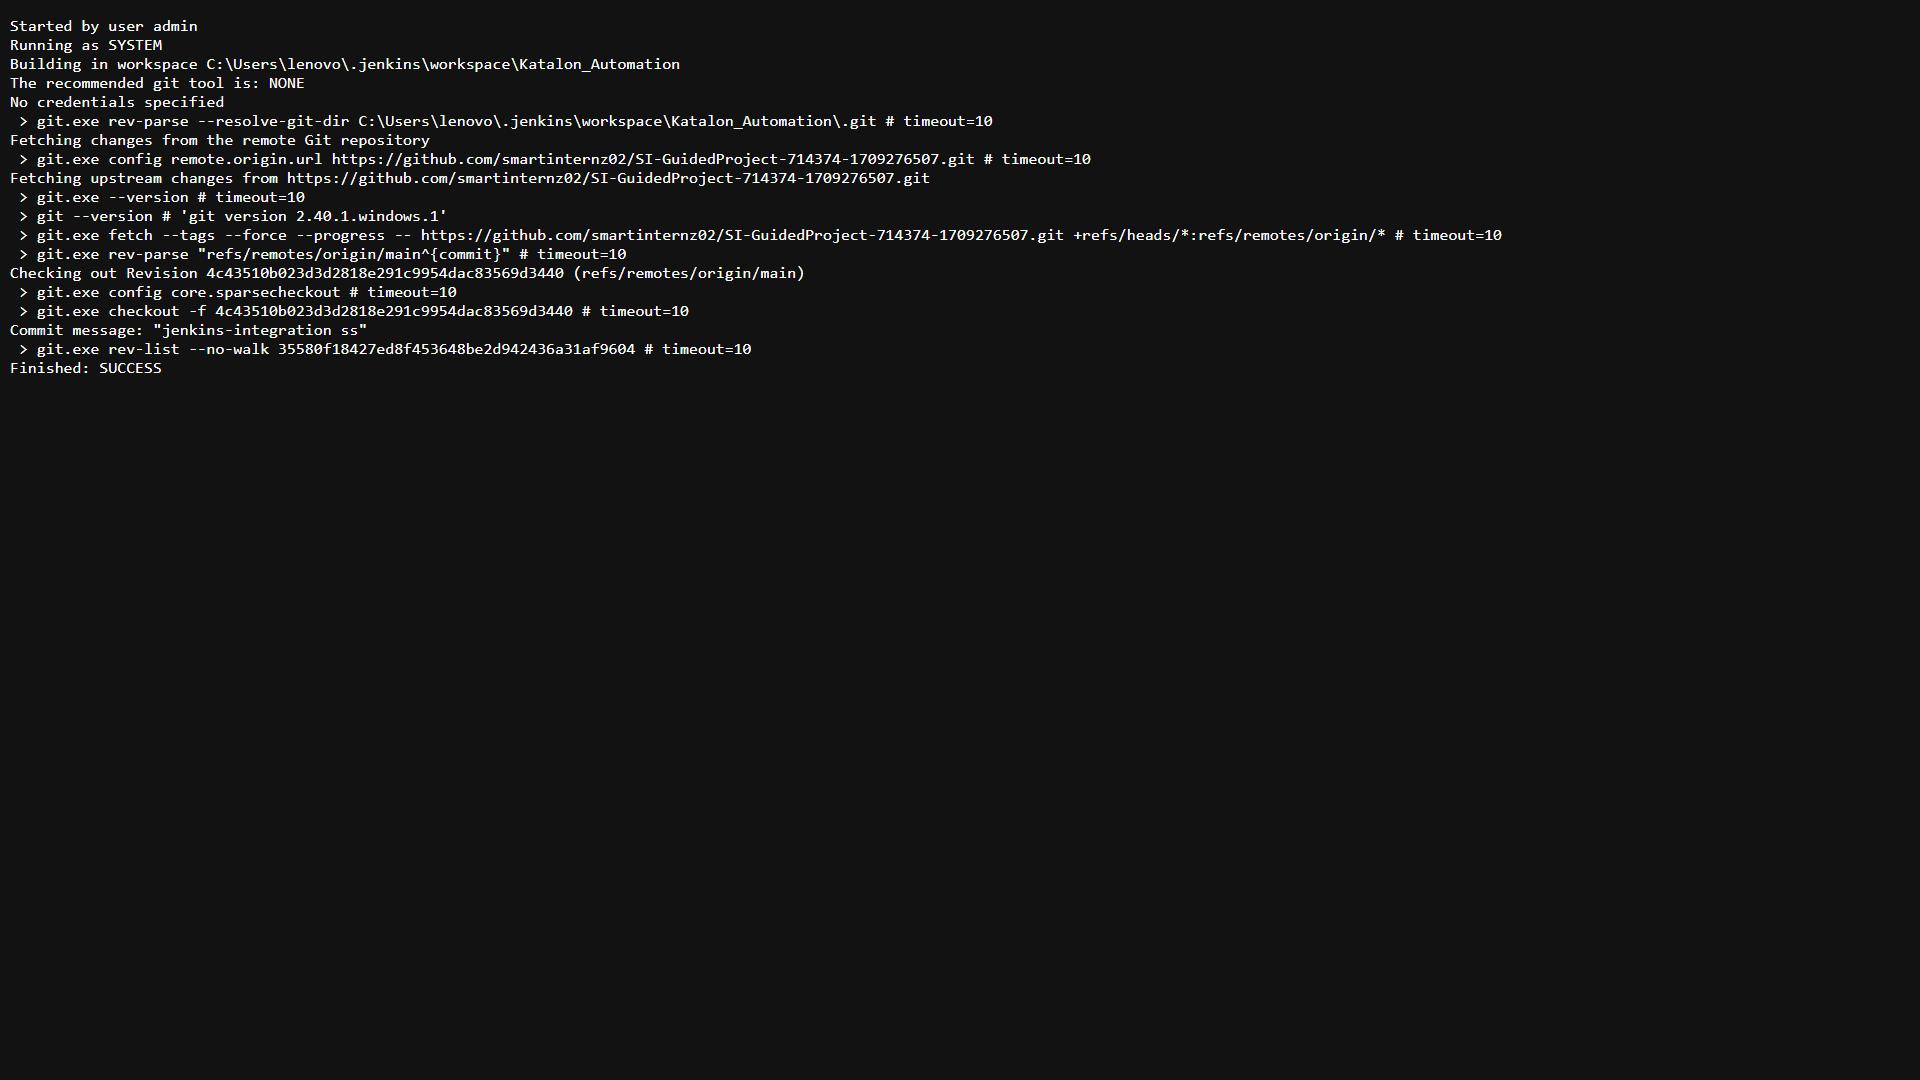 Started by user admin
Running as SYSTEM
Building in workspace C:\Users\lenovo\.jenkins\workspace\Katalon_Automation
The recommended git tool is: NONE
No credentials specified
 > git.exe rev-parse --resolve-git-dir C:\Users\lenovo\.jenkins\workspace\Katalon_Automation\.git # timeout=10
Fetching changes from the remote Git repository
 > git.exe config remote.origin.url https://github.com/smartinternz02/SI-GuidedProject-714374-1709276507.git # timeout=10
Fetching upstream changes from https://github.com/smartinternz02/SI-GuidedProject-714374-1709276507.git
 > git.exe --version # timeout=10
 > git --version # 'git version 2.40.1.windows.1'
 > git.exe fetch --tags --force --progress -- https://github.com/smartinternz02/SI-GuidedProject-714374-1709276507.git +refs/heads/*:refs/remotes/origin/* # timeout=10
 > git.exe rev-parse "refs/remotes/origin/main^{commit}" # timeout=10
Checking out Revision 4c43510b023d3d2818e291c9954dac83569d3440 (refs/remotes/origin/main)
 > git.exe config core.sparsecheckout # timeout=10
 > git.exe checkout -f 4c43510b023d3d2818e291c9954dac83569d3440 # timeout=10
Commit message: "jenkins-integration ss"
 > git.exe rev-list --no-walk 35580f18427ed8f453648be2d942436a31af9604 # timeout=10
Finished: SUCCESS